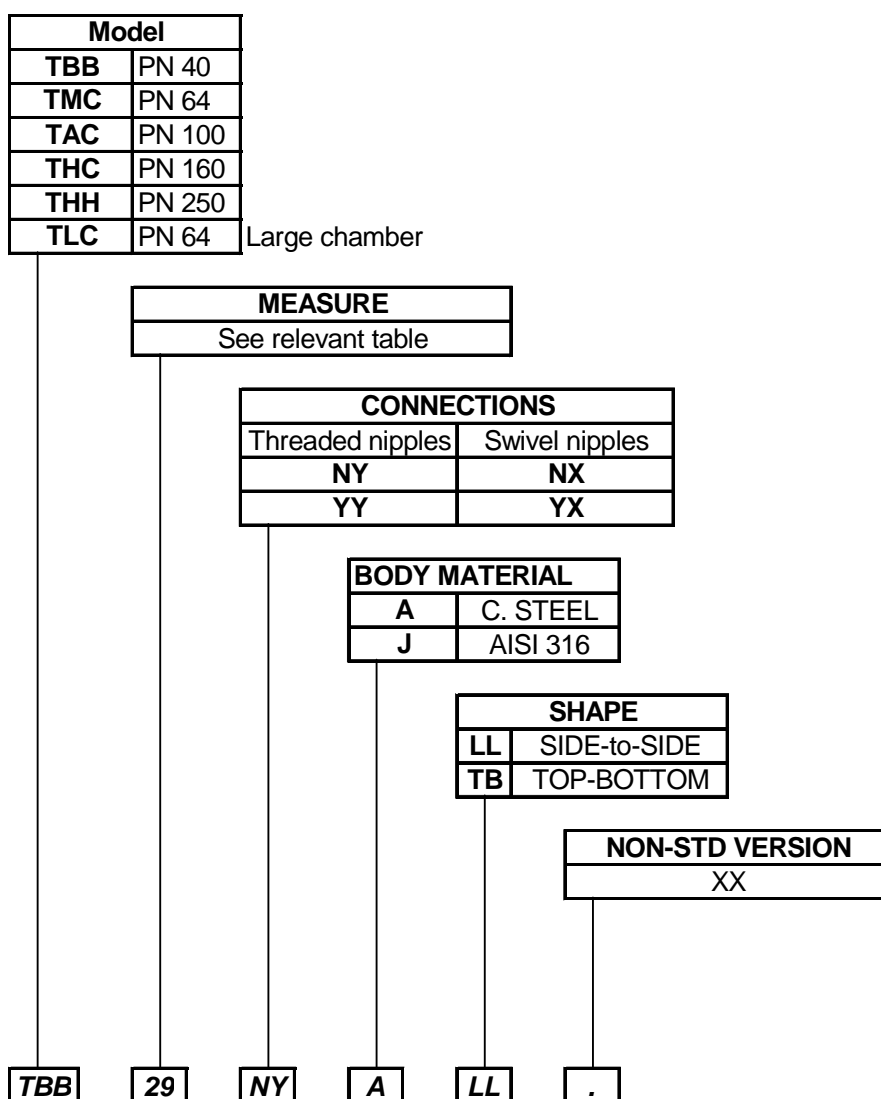 Model
TBB PN 40
TMC PN 64
TAC PN 100
THC PN 160
THH PN 250
TLC PN 64 Large chamber
MEASURE
See relevant table
CONNECTIONS
Threaded nipples Swivel nipples
NY NX
YY YX
BODY MATERIAL
A C. STEEL
J AISI 316
SHAPE
LL SIDE-to-SIDE
TB TOP-BOTTOM
NON-STD VERSION
XX
TBB 29 NY A LL .